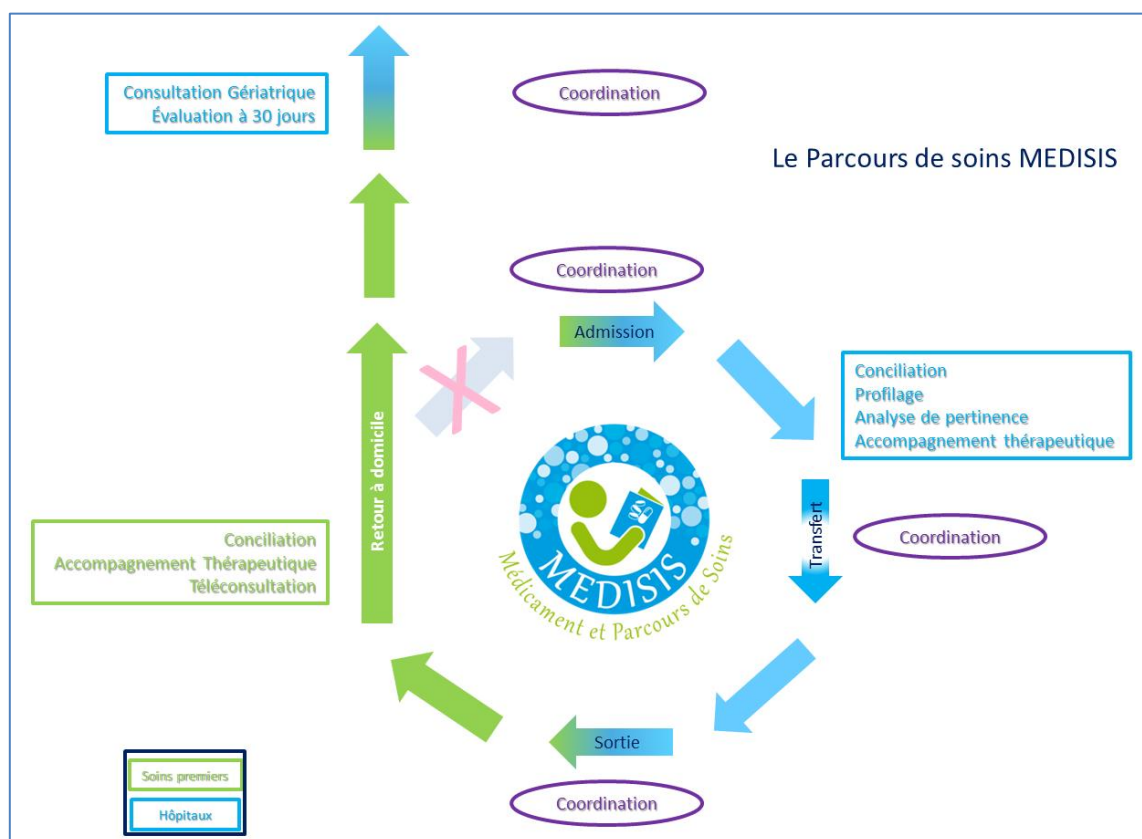 Consultation Gériatrique
Évaluation à 30 jours
Coordination
Le Parcours de soins MEDISIS
Coordination
Admission
Conciliation
Profilage
Analyse de pertinence
Accompagnement thérapeutique
Retour à domicile
Transfert
Coordination
Conciliation
Accompagnement Thérapeutique
Téléconsultation
MEDISIS
Médicament et Parcours de Soins
Sortie
Coordination
Soins premiers
Hôpitaux